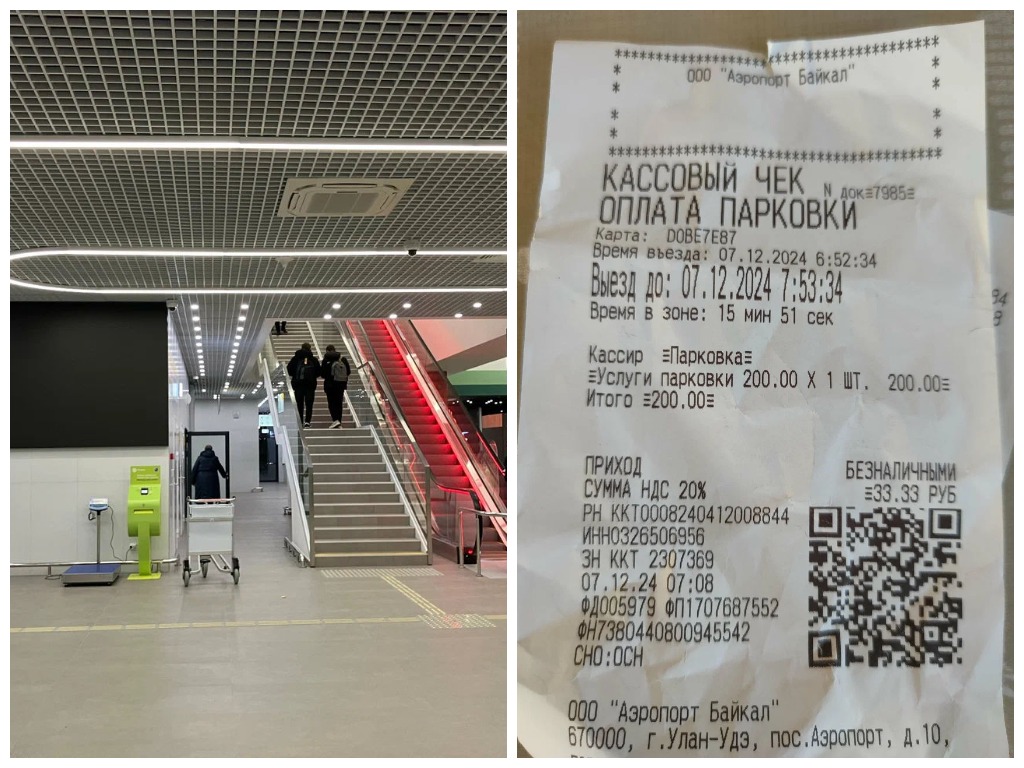 ************************************
* ООО "Аэропорт Байкал" *
* *
* *
* *
************************************
КАССОВЫЙ ЧЕК N док≡7985≡
ОПЛАТА ПАРКОВКИ
Карта: D0BE7E87
Время въезда: 07.12.2024 6:52:34
Выезд до: 07.12.2024 7:53:34
Время в зоне: 15 мин 51 сек
Кассир ≡Парковка≡
≡Услуги парковки 200.00 X 1 ШТ. 200.00≡
Итого ≡200.00≡
ПРИХОД БЕЗНАЛИЧНЫМИ
СУММА НДС 20% ≡33.33 РУБ
РН ККТ0008240412008844
ИНН0326506956
ЗН ККТ 2307369
07.12.24 07:08
ФД005979 ФП1707687552
ФН7380440800945542
СНО:ОСН
ООО "Аэропорт Байкал"
670000, г.Улан-Удэ, пос.Аэропорт, д.10,